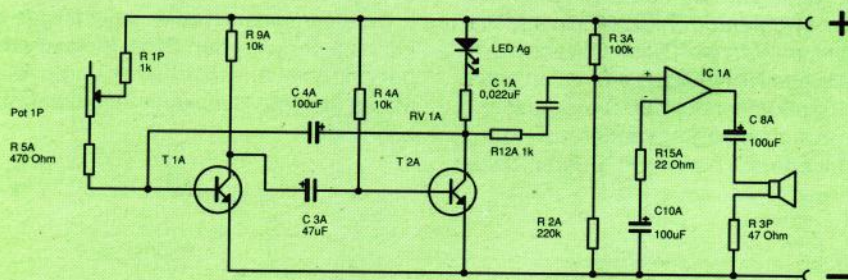 R 1P
1k
Pot 1P
R 5A
470 Ohm
R 9A
10k
T 1A
C 4A
100uF
C 3A
47uF
R 4A
10k
T 2A
RV 1A
LED Ag
C 1A
0,022uF
R12A 1k
R 3A
100k
R 2A
220k
+
-
IC 1A
R15A
22 Ohm
C10A
100uF
C 8A
100uF
R 3P
47 Ohm
+
−